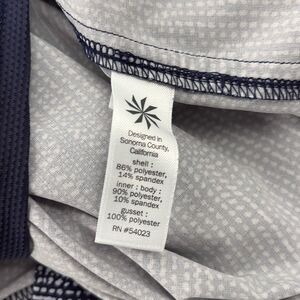 Designed in
Sonoma County,
California
shell :
86% polyester,
14% spandex
inner : body :
90% polyester,
10% spandex
gusset :
100% polyester
RN #54023